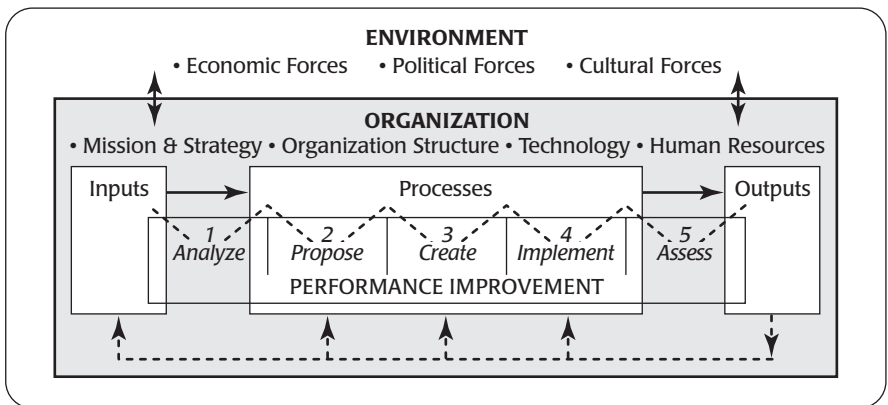 ENVIRONMENT
• Economic Forces • Political Forces • Cultural Forces
ORGANIZATION
• Mission & Strategy • Organization Structure • Technology • Human Resources
Inputs Processes Outputs
1 2 3 4 5
Analyze Propose Create Implement Assess
PERFORMANCE IMPROVEMENT